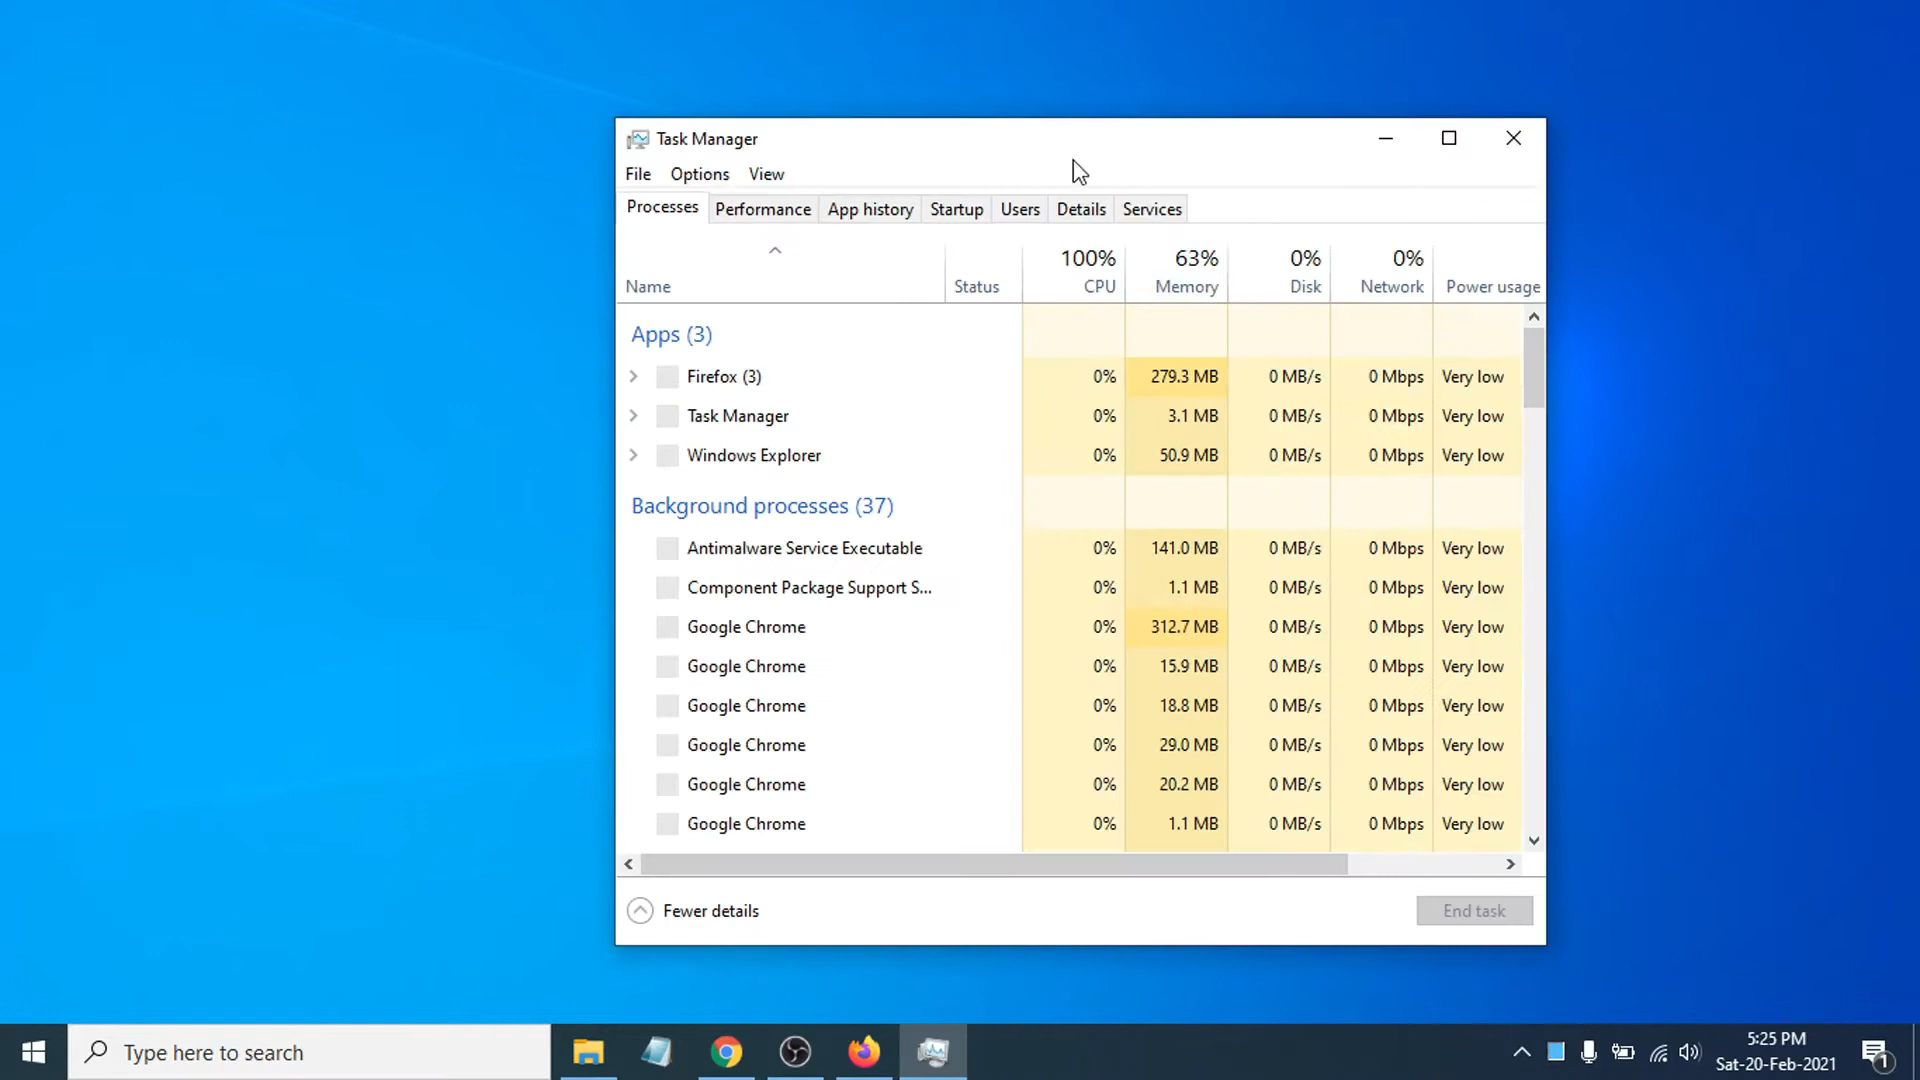 Task Manager
File Options View
Processes Performance App history Startup Users Details Services
100% 63% 0% 0%
Name Status CPU Memory Disk Network Power usage
Apps (3)
Firefox (3) 0% 279.3 MB 0 MB/s 0 Mbps Very low
Task Manager 0% 3.1 MB 0 MB/s 0 Mbps Very low
Windows Explorer 0% 50.9 MB 0 MB/s 0 Mbps Very low
Background processes (37)
Antimalware Service Executable 0% 141.0 MB 0 MB/s 0 Mbps Very low
Component Package Support S... 0% 1.1 MB 0 MB/s 0 Mbps Very low
Google Chrome 0% 312.7 MB 0 MB/s 0 Mbps Very low
Google Chrome 0% 15.9 MB 0 MB/s 0 Mbps Very low
Google Chrome 0% 18.8 MB 0 MB/s 0 Mbps Very low
Google Chrome 0% 29.0 MB 0 MB/s 0 Mbps Very low
Google Chrome 0% 20.2 MB 0 MB/s 0 Mbps Very low
Google Chrome 0% 1.1 MB 0 MB/s 0 Mbps Very low
Fewer details End task
Type here to search
5:25 PM
Sat-20-Feb-2021
1